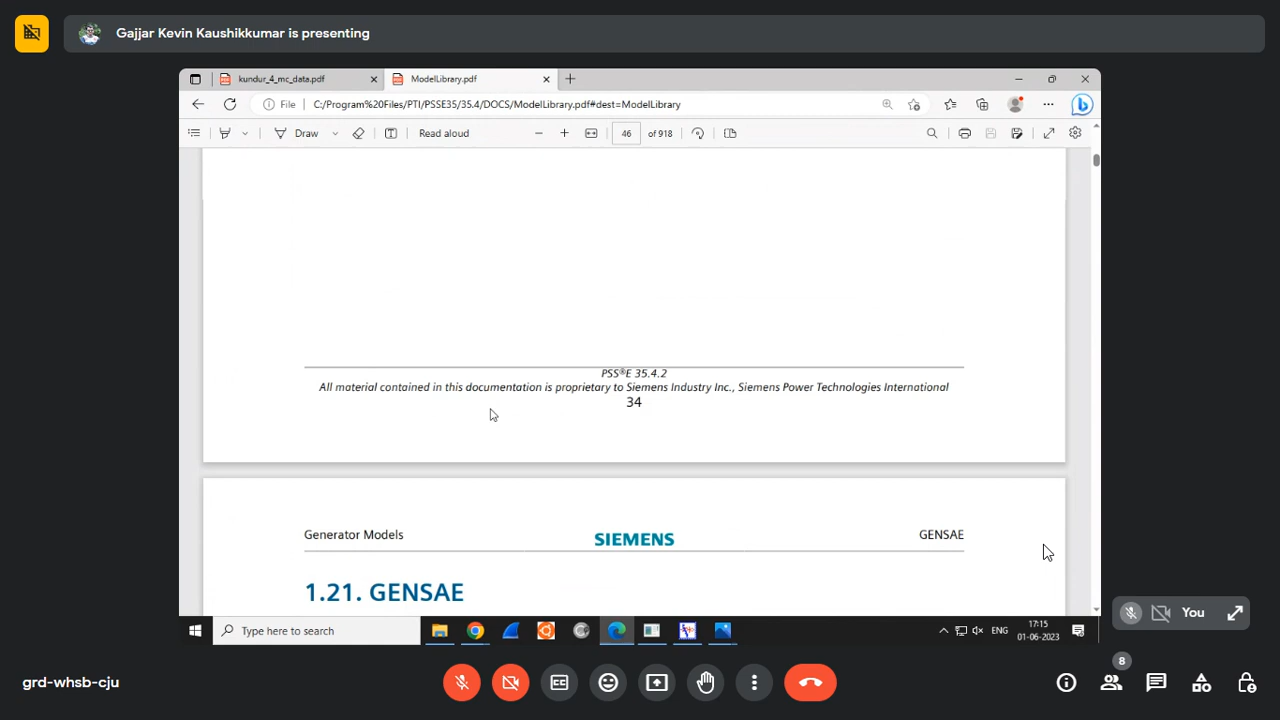 Gajjar Kevin Kaushikkumar is presenting
kundur_4_mc_data.pdf
ModelLibrary.pdf
File
C:/Program%20Files/PTI/PSSE35/35.4/DOCS/ModelLibrary.pdf#dest=ModelLibrary
Draw
Read aloud
46 of 918
PSS®E 35.4.2
All material contained in this documentation is proprietary to Siemens Industry Inc., Siemens Power Technologies International
34
Generator Models
SIEMENS
GENSAE
1.21. GENSAE
Type here to search
ENG
17:15
01-06-2023
You
grd-whsb-cju
8